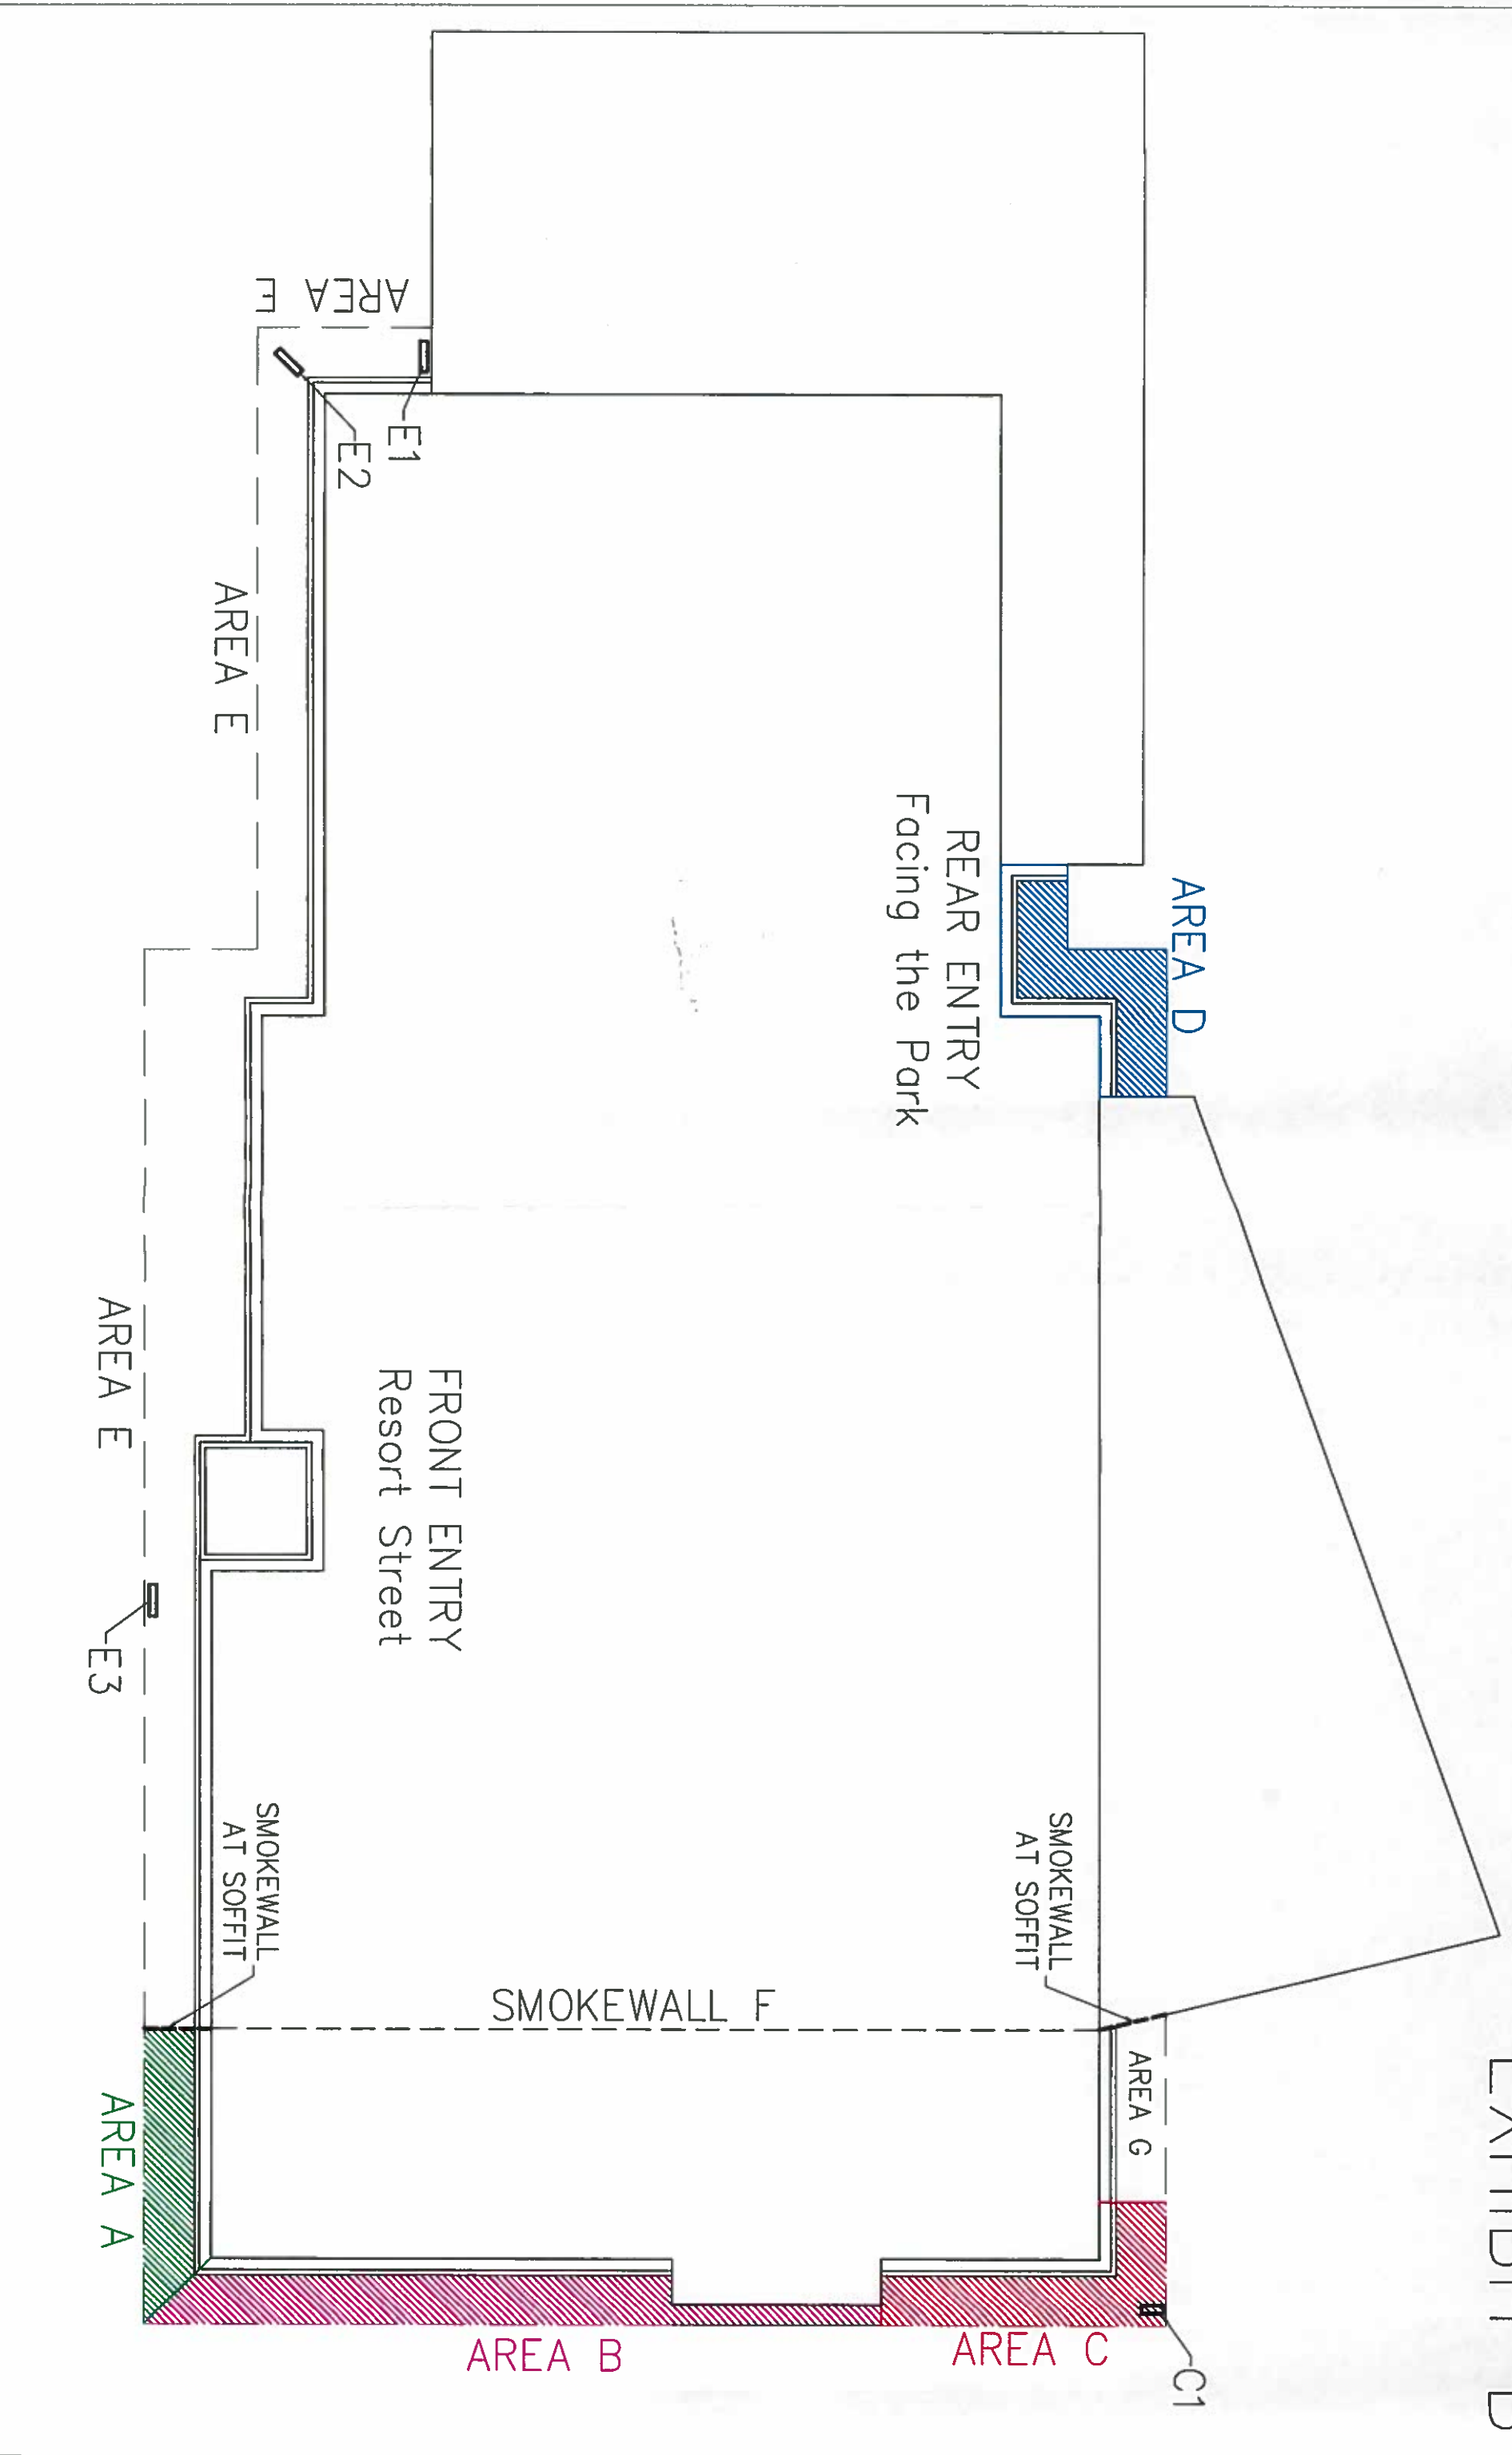 AREA E
E1
E2
AREA E
REAR ENTRY
Facing the Park
AREA D
AREA E
E3
FRONT ENTRY
Resort Street
SMOKEWALL
AT SOFFIT
SMOKEWALL
AT SOFFIT
SMOKEWALL F
AREA G
AREA A
AREA B
AREA C
C1